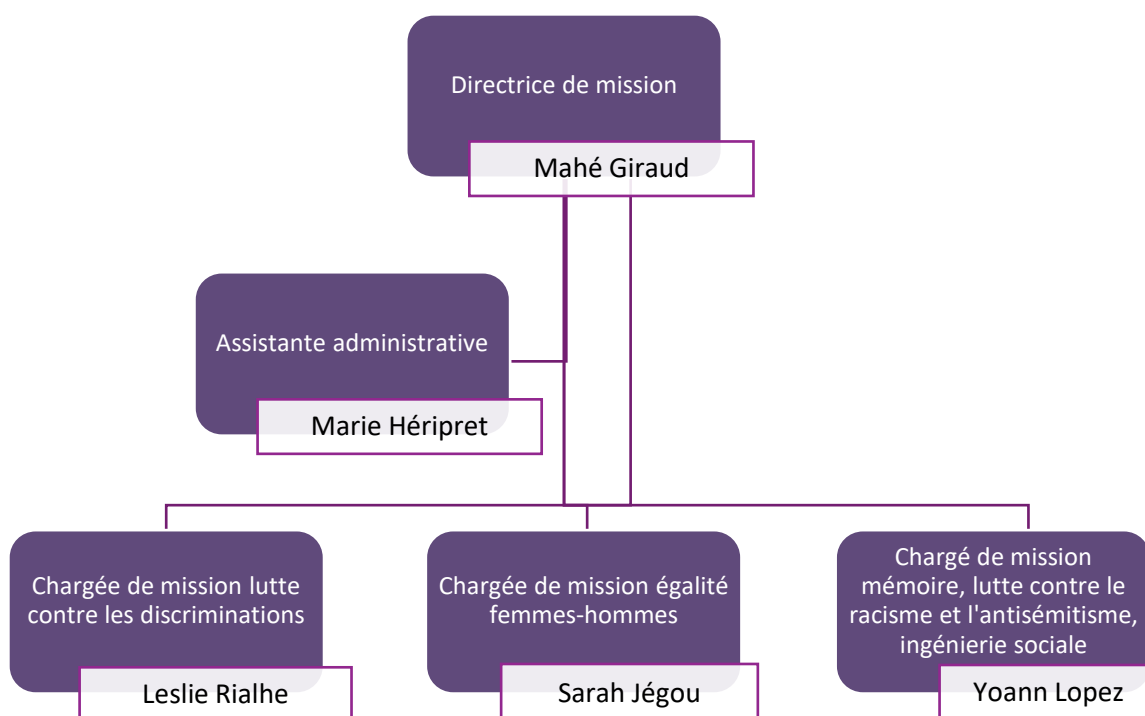 Directrice de mission
Mahé Giraud
Assistante administrative
Marie Héripret
Chargée de mission lutte
contre les discriminations
Leslie Rialhe
Chargée de mission égalité
femmes-hommes
Sarah Jégou
Chargé de mission
mémoire, lutte contre le
racisme et l'antisémitisme,
ingénierie sociale
Yoann Lopez